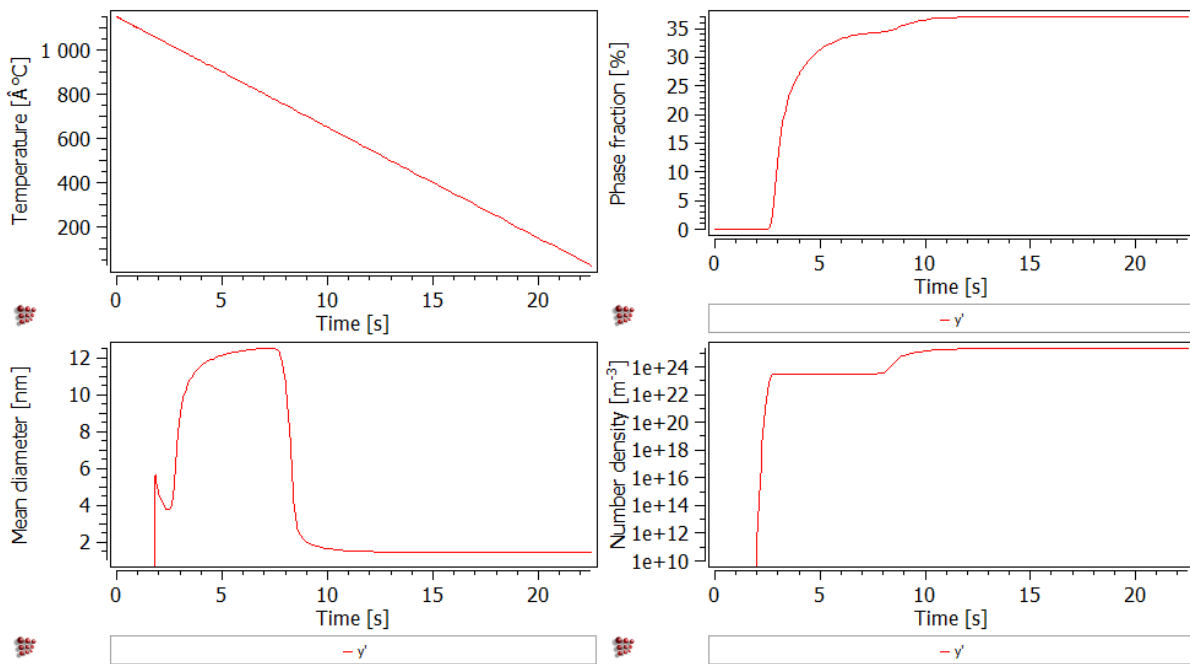 Temperature [Â°C]
1 000
800
600
400
200
0 5 10 15 20
Time [s]
Phase fraction [%]
35
30
25
20
15
10
5
0
0 5 10 15 20
Time [s]
y'
Mean diameter [nm]
12
10
8
6
4
2
0 5 10 15 20
Time [s]
y'
Number density [m⁻³]
1e+24
1e+22
1e+20
1e+18
1e+16
1e+14
1e+12
1e+10
0 5 10 15 20
Time [s]
y'